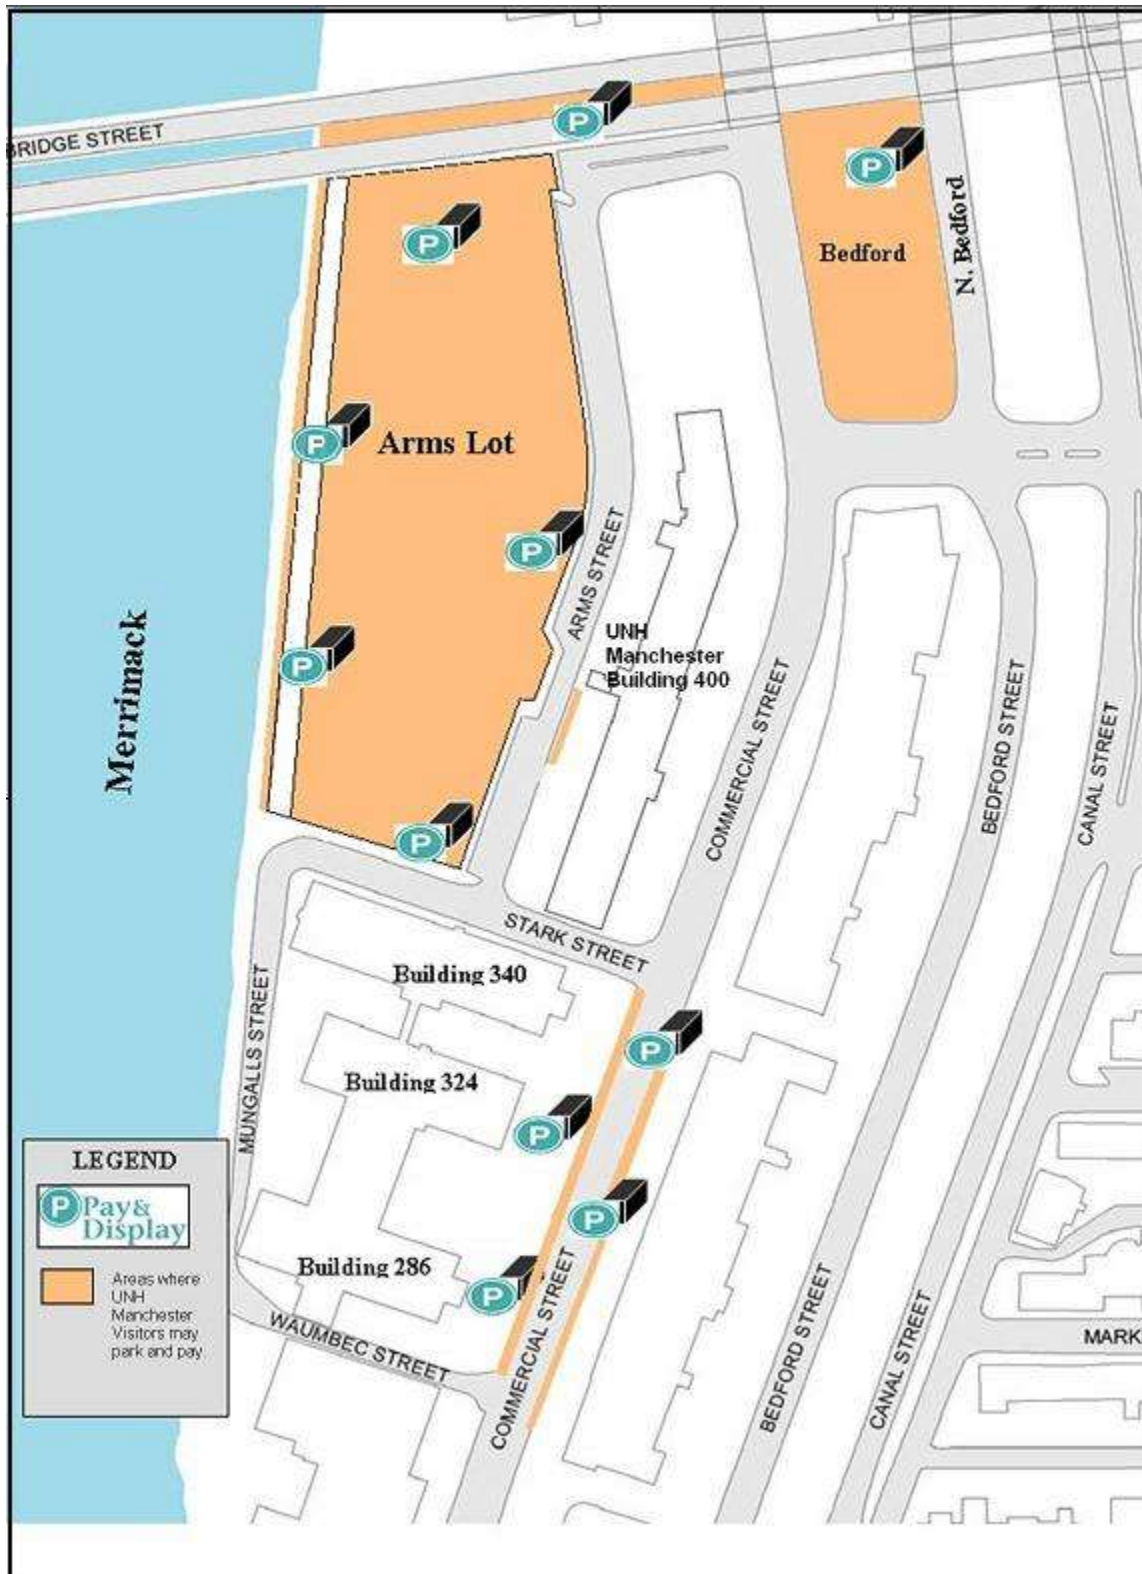 BRIDGE STREET
P
P
P
Bedford
N. Bedford
P
Arms Lot
P
ARMS STREET
UNH
Manchester
Building 400
P
Merrimack
COMMERCIAL STREET
BEDFORD STREET
CANAL STREET
P
STARK STREET
Building 340
MUNGALLS STREET
P
Building 324
P
P
Building 286
P
WAUMBEC STREET
COMMERCIAL STREET
BEDFORD STREET
CANAL STREET
MARK
LEGEND
P Pay&
Display
Areas where
UNH
Manchester
Visitors may
park and pay